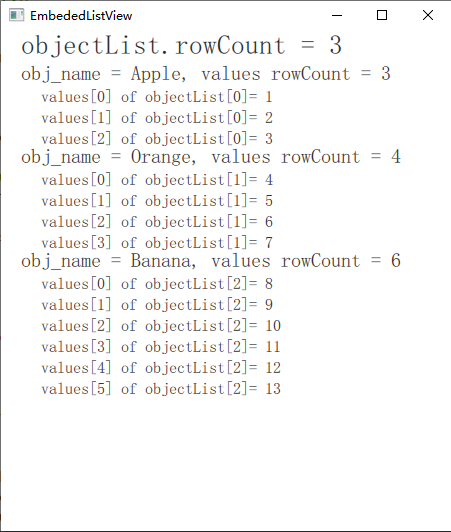 EmbededListView
objectList.rowCount = 3
obj_name = Apple, values rowCount = 3
values[0] of objectList[0]= 1
values[1] of objectList[0]= 2
values[2] of objectList[0]= 3
obj_name = Orange, values rowCount = 4
values[0] of objectList[1]= 4
values[1] of objectList[1]= 5
values[2] of objectList[1]= 6
values[3] of objectList[1]= 7
obj_name = Banana, values rowCount = 6
values[0] of objectList[2]= 8
values[1] of objectList[2]= 9
values[2] of objectList[2]= 10
values[3] of objectList[2]= 11
values[4] of objectList[2]= 12
values[5] of objectList[2]= 13